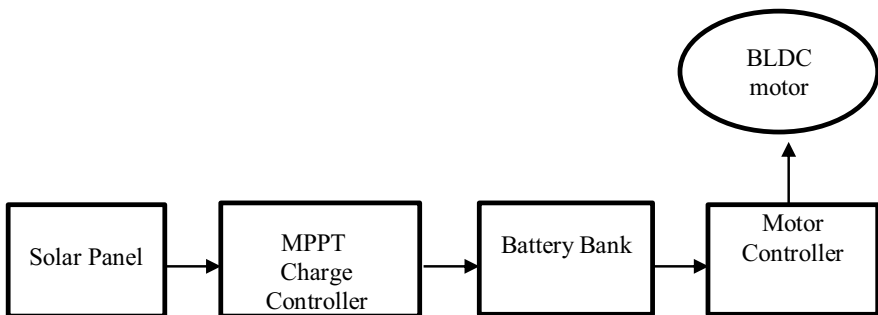 BLDC
motor
Solar Panel
MPPT
Charge
Controller
Battery Bank
Motor
Controller